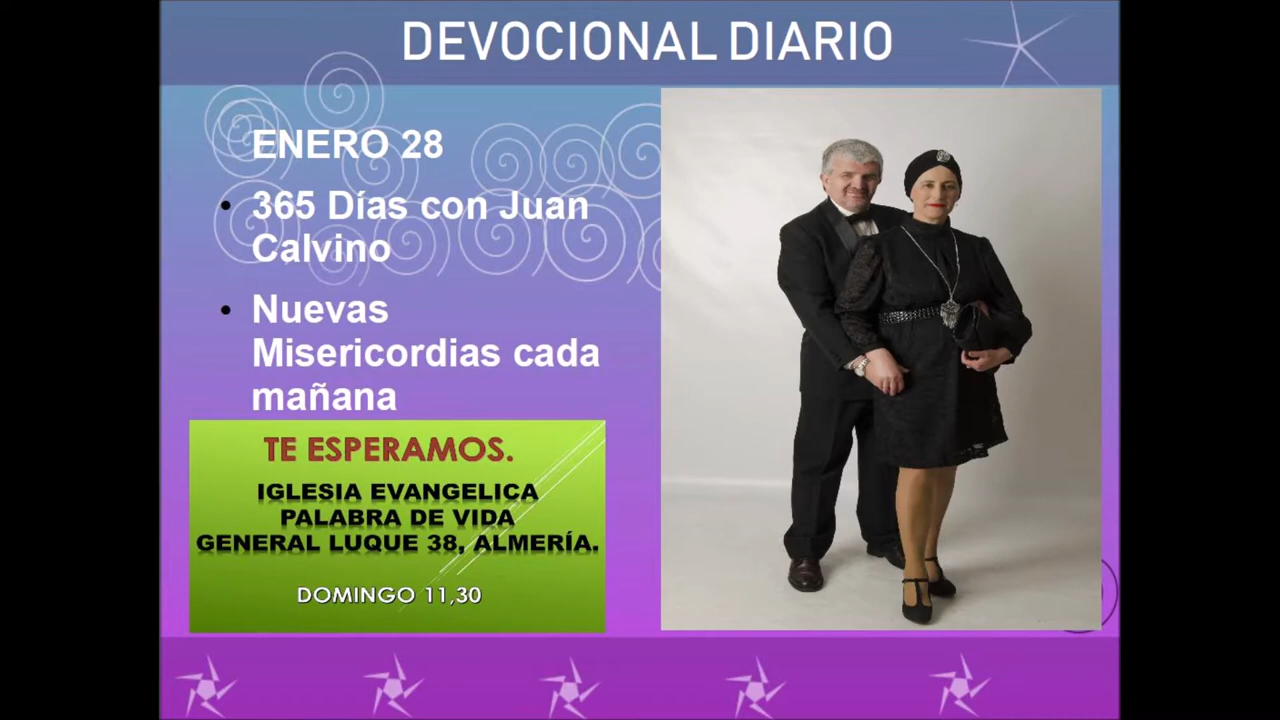 DEVOCIONAL DIARIO
ENERO 28
• 365 Días con Juan
Calvino
• Nuevas
Misericordias cada
mañana
TE ESPERAMOS.
IGLESIA EVANGELICA
PALABRA DE VIDA
GENERAL LUQUE 38, ALMERÍA.
DOMINGO 11,30